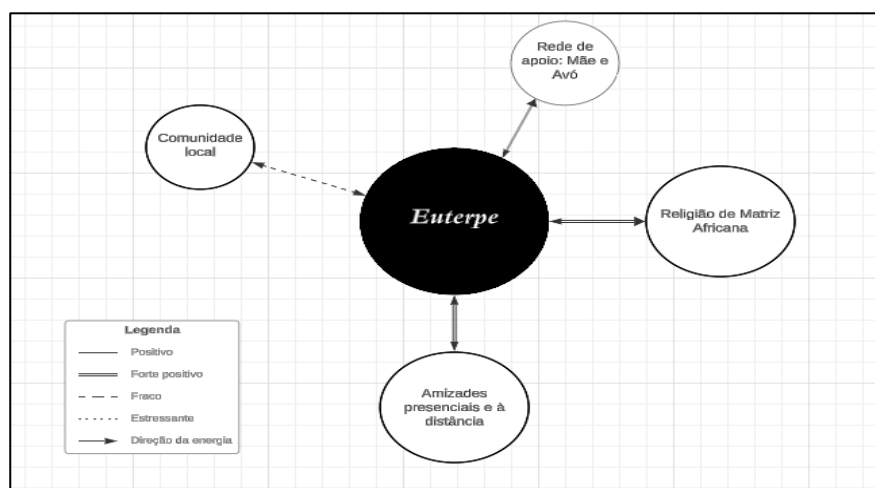 Rede de
apoio: Mãe e
Avó
Comunidade
local
Euterpe
Religião de Matriz
Africana
Amizades
presenciais e à
distância
Legenda
Positivo
Forte positivo
Fraco
Estressante
Direção da energia